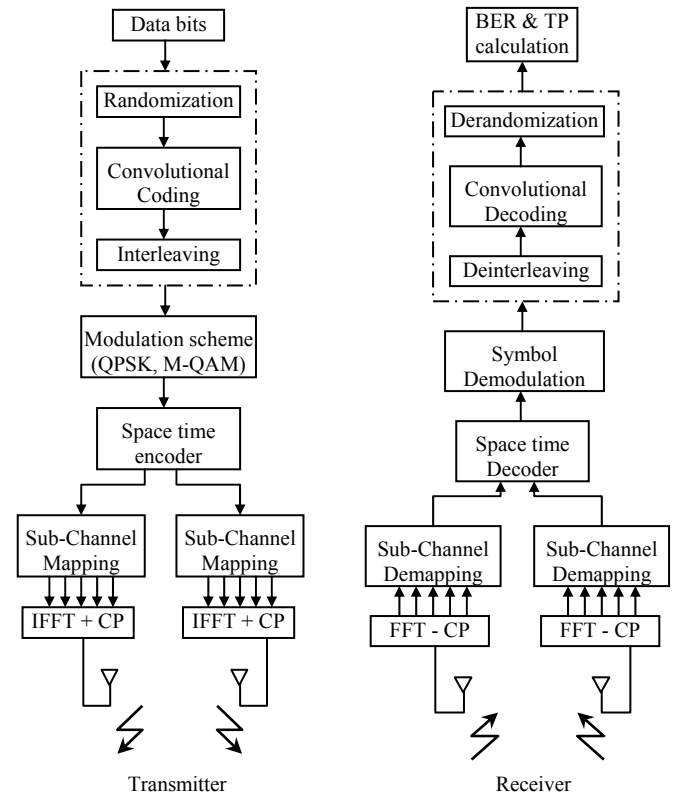 Data bits
Randomization
Convolutional
Coding
Interleaving
Modulation scheme
(QPSK, M-QAM)
Space time
encoder
Sub-Channel
Mapping
Sub-Channel
Mapping
IFFT + CP
IFFT + CP
Transmitter
BER & TP
calculation
Derandomization
Convolutional
Decoding
Deinterleaving
Symbol
Demodulation
Space time
Decoder
Sub-Channel
Demapping
Sub-Channel
Demapping
FFT - CP
FFT - CP
Receiver